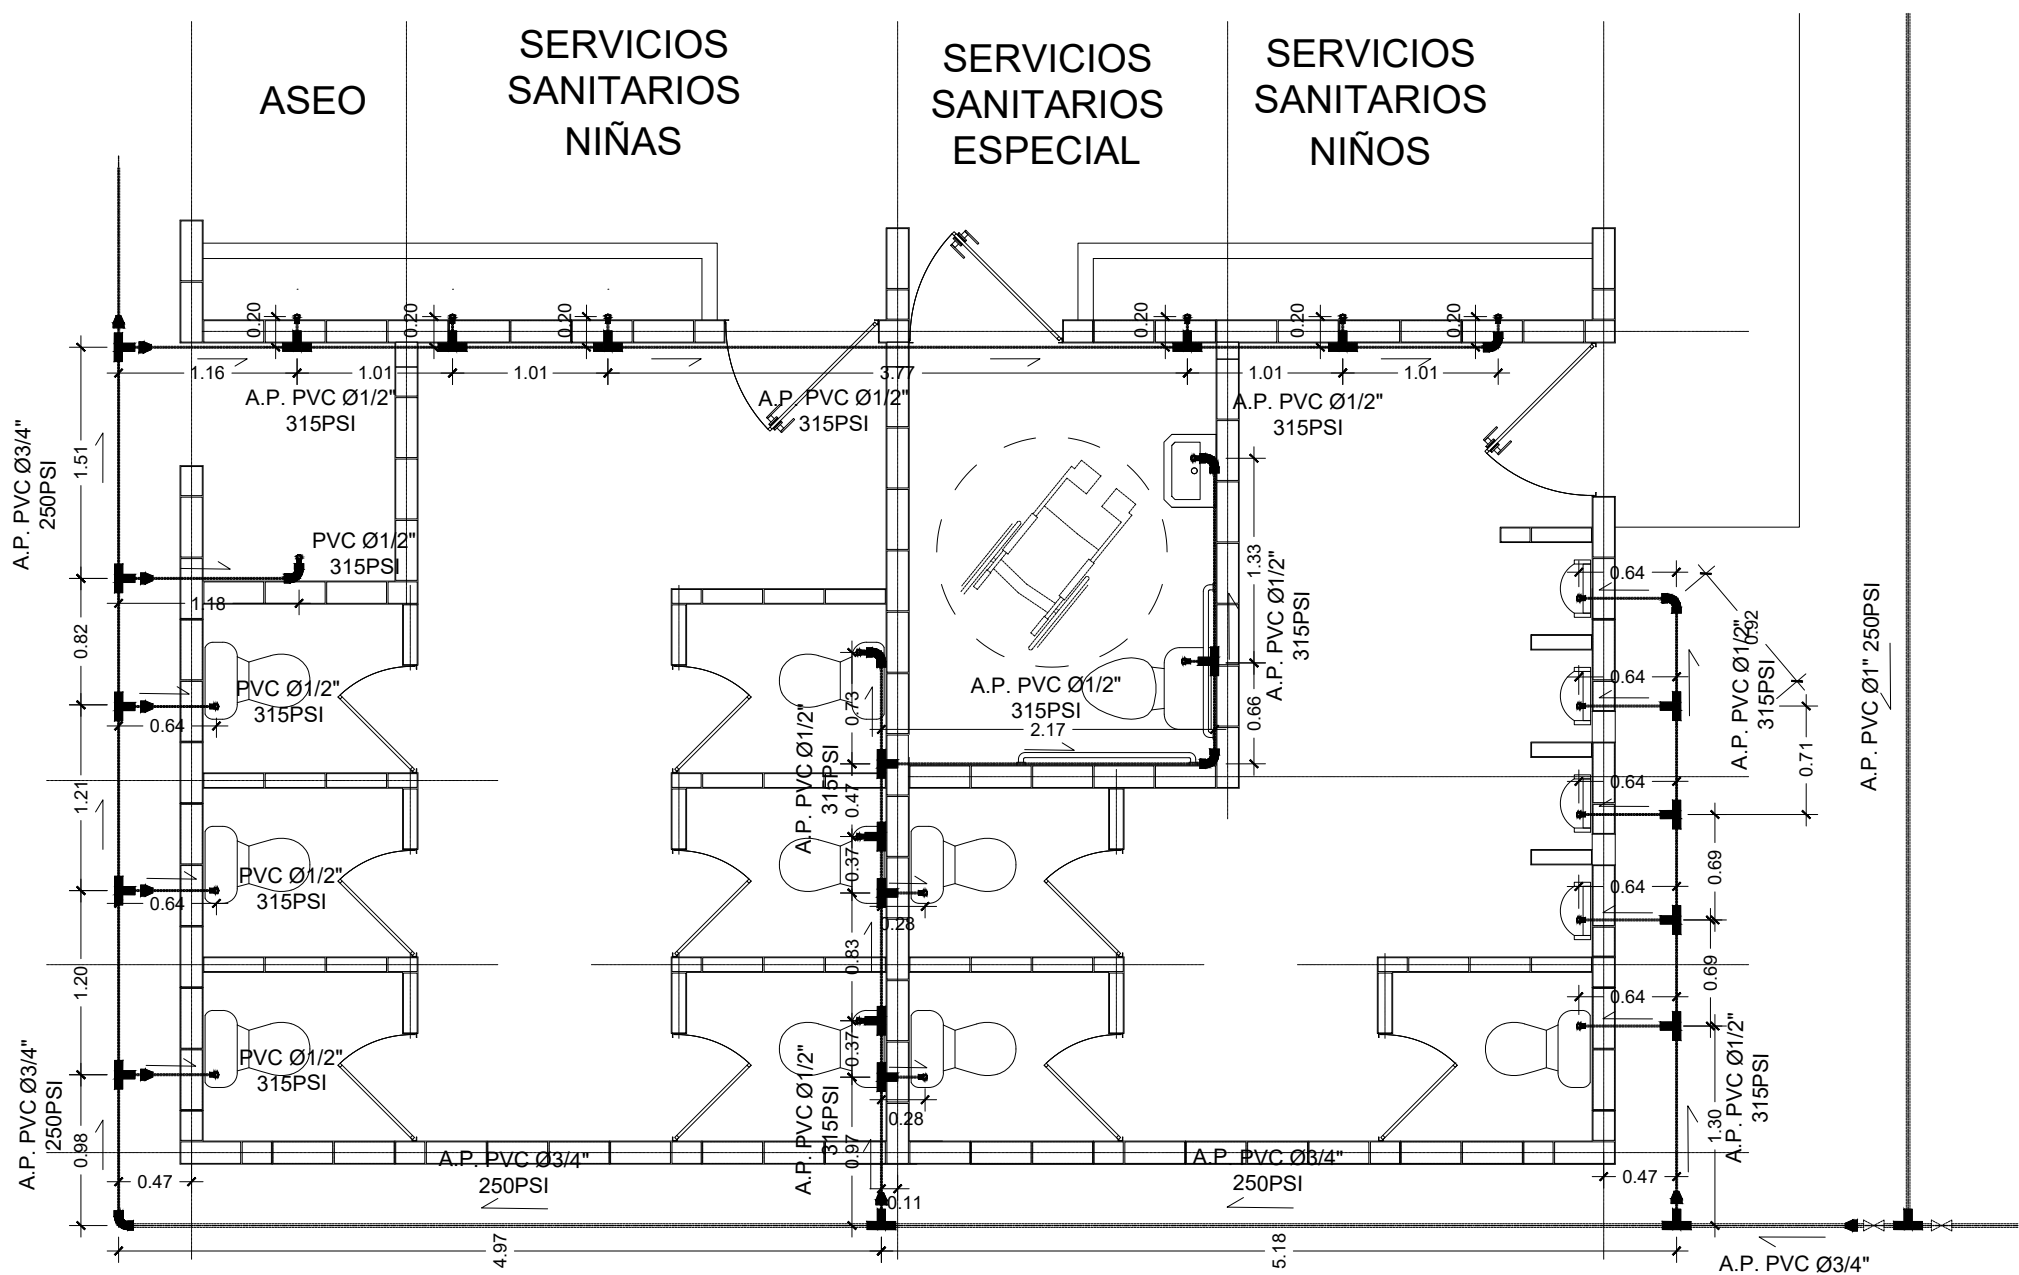 ASEO
SERVICIOS
SANITARIOS
NIÑAS
SERVICIOS
SANITARIOS
ESPECIAL
SERVICIOS
SANITARIOS
NIÑOS
0.20
0.20
0.20
0.20
0.20
0.20
1.16
1.01
1.01
3.77
1.01
1.01
A.P. PVC Ø1/2"
315PSI
A.P. PVC Ø1/2"
315PSI
A.P. PVC Ø1/2"
315PSI
A.P. PVC Ø3/4"
250PSI
1.51
PVC Ø1/2"
315PSI
1.18
0.82
PVC Ø1/2"
315PSI
0.64
1.21
PVC Ø1/2"
315PSI
0.64
1.20
PVC Ø1/2"
315PSI
A.P. PVC Ø3/4"
250PSI
0.98
0.47
A.P. PVC Ø3/4"
250PSI
4.97
0.73
A.P. PVC Ø1/2"
315PSI
0.47
0.37
0.28
0.83
0.37
0.28
A.P. PVC Ø1/2"
315PSI
0.97
0.11
A.P. PVC Ø1/2"
315PSI
2.17
1.33
A.P. PVC Ø1/2"
315PSI
0.66
0.64
0.92
0.64
A.P. PVC Ø1/2"
315PSI
0.71
0.64
0.69
0.64
0.69
0.64
A.P. PVC Ø1/2"
315PSI
1.30
0.47
A.P. PVC Ø1" 250PSI
A.P. PVC Ø3/4"
250PSI
5.18
A.P. PVC Ø3/4"